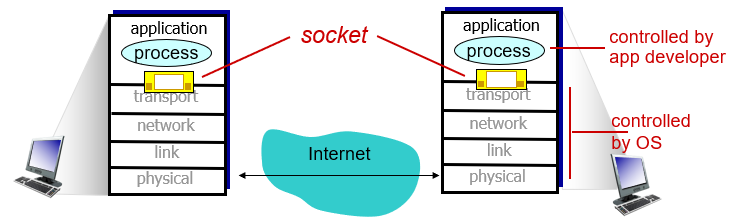 application
process
transport
network
link
physical
socket
Internet
application
process
transport
network
link
physical
controlled by
app developer
controlled
by OS